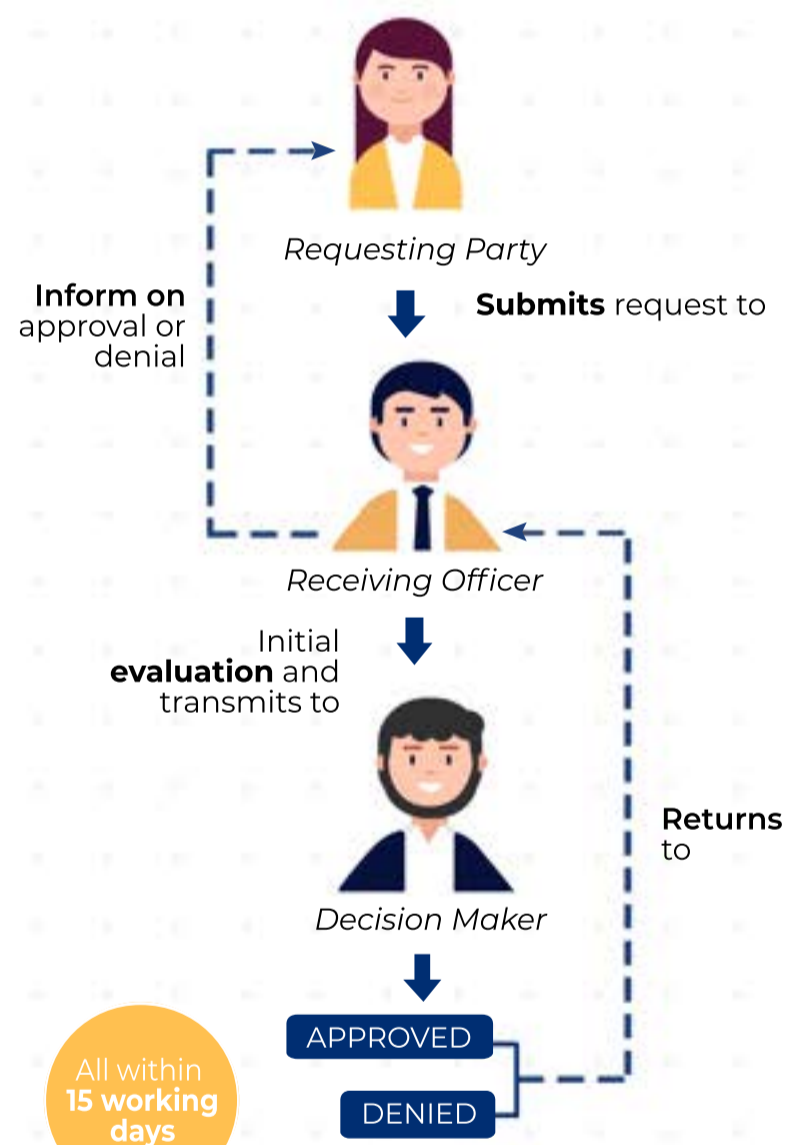 Requesting Party
Inform on
approval or
denial
Submits request to
Receiving Officer
Initial
evaluation and
transmits to
Returns
to
Decision Maker
APPROVED
DENIED
All within
15 working
days